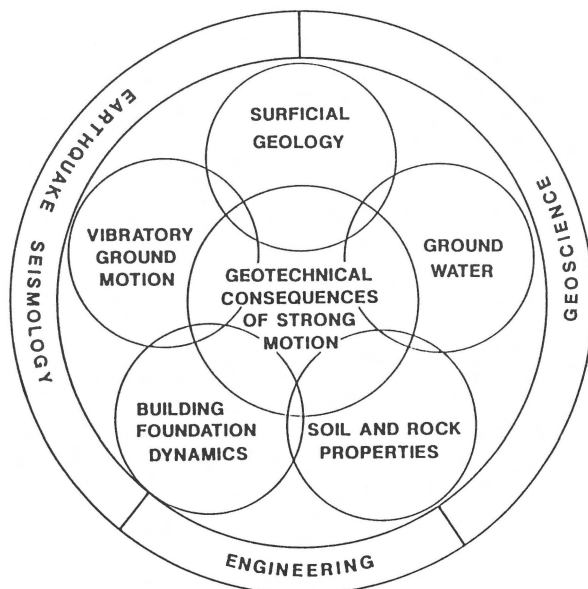 EARTHQUAKE SEISMOLOGY
GEOSCIENCE
ENGINEERING
SURFICIAL
GEOLOGY
VIBRATORY
GROUND
MOTION
GROUND
WATER
GEOTECHNICAL
CONSEQUENCES
OF STRONG
MOTION
BUILDING
FOUNDATION
DYNAMICS
SOIL AND ROCK
PROPERTIES